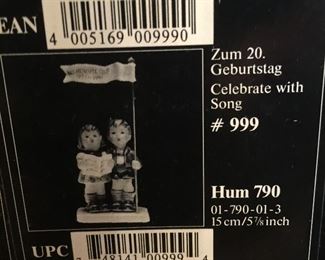 EAN
4 005169 009990
Zum 20.
Geburtstag
Celebrate with
Song
# 999
Hum 790
01-790-01-3
15 cm/5⅞ inch
UPC